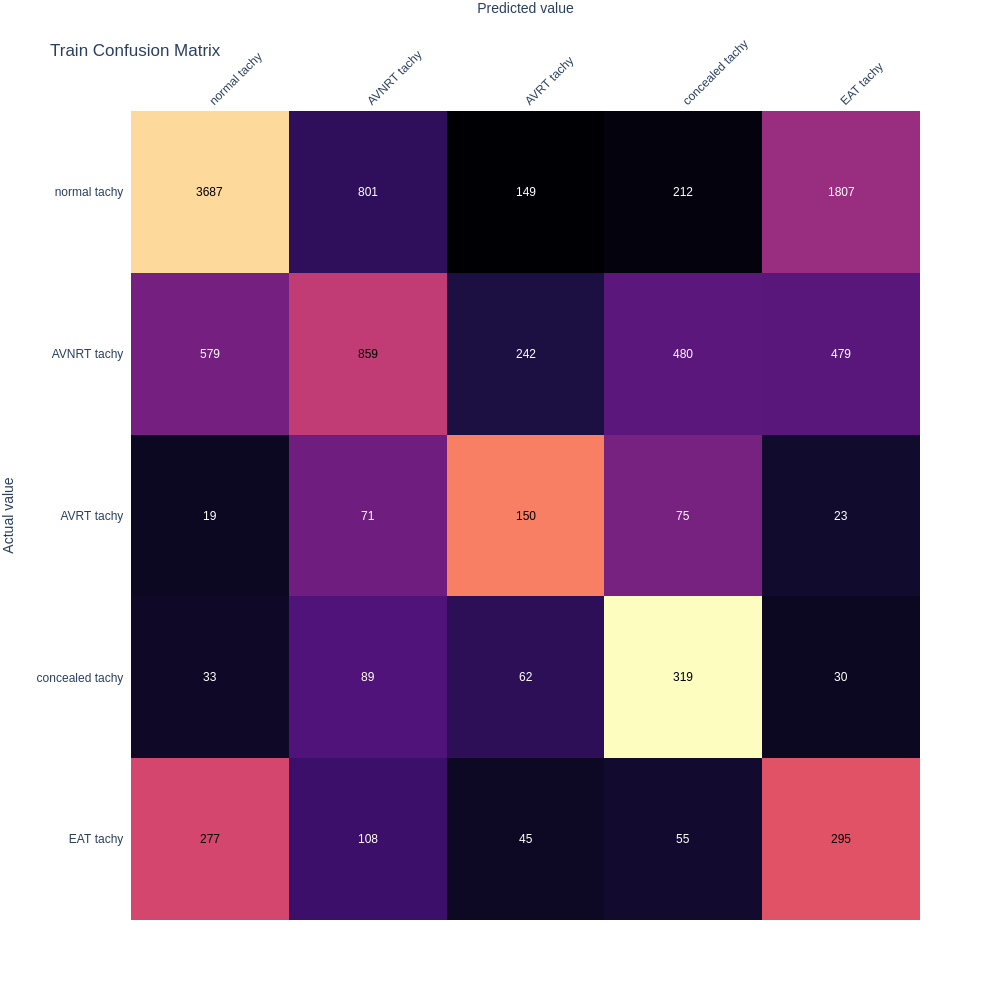 Predicted value
Train Confusion Matrix
normal tachy
AVNRT tachy
AVRT tachy
concealed tachy
EAT tachy
normal tachy 3687 801 149 212 1807
AVNRT tachy 579 859 242 480 479
AVRT tachy 19 71 150 75 23
Actual value
concealed tachy 33 89 62 319 30
EAT tachy 277 108 45 55 295